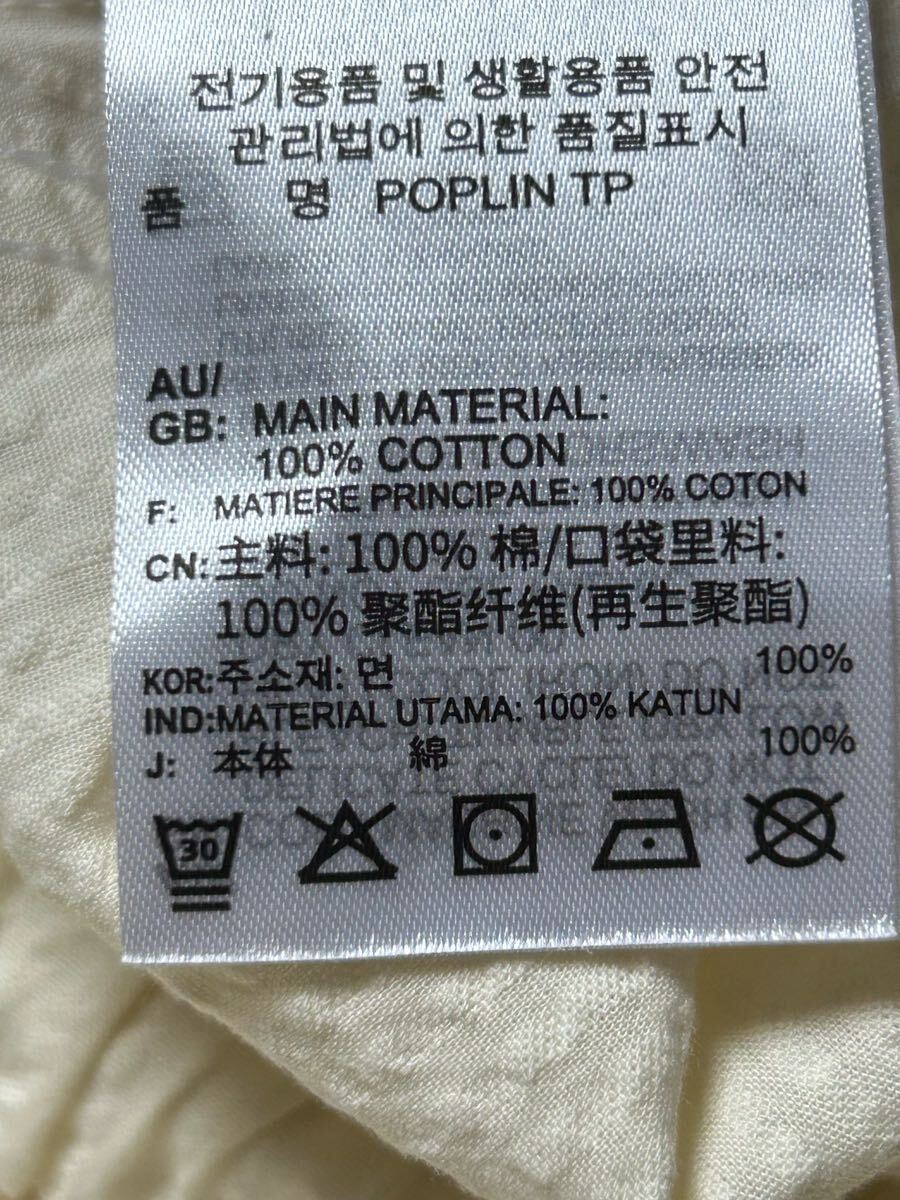 전기용품 및 생활용품 안전
관리법에 의한 품질표시
품 명 POPLIN TP
AU/
GB: MAIN MATERIAL:
100% COTTON
F: MATIERE PRINCIPALE: 100% COTON
CN: 主料: 100% 棉/口袋里料:
100% 聚酯纤维(再生聚酯)
KOR: 주소재: 면 100%
IND: MATERIAL UTAMA: 100% KATUN
J: 本体 綿 100%
30